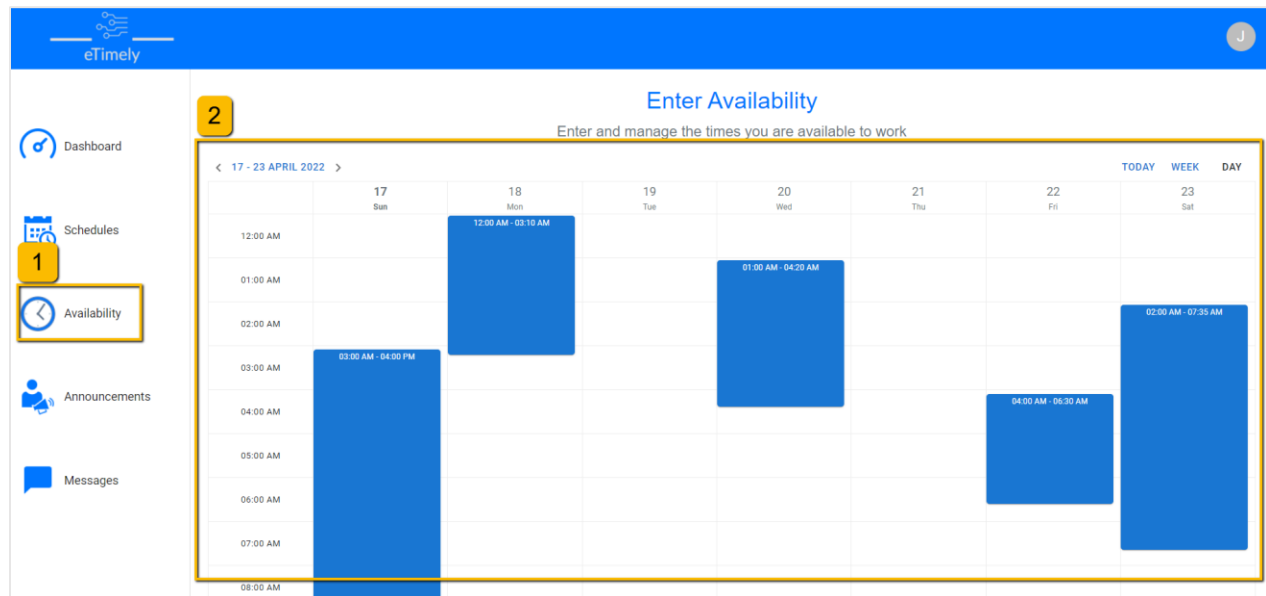 eTimely
J
Enter Availability
Enter and manage the times you are available to work
2
Dashboard
Schedules
1
Availability
Announcements
Messages
17 - 23 APRIL 2022
TODAY WEEK DAY
17 18 19 20 21 22 23
Sun Mon Tue Wed Thu Fri Sat
12:00 AM - 03:10 AM
12:00 AM
01:00 AM - 04:20 AM
01:00 AM
02:00 AM - 07:35 AM
02:00 AM
03:00 AM - 04:00 PM
03:00 AM
04:00 AM - 06:30 AM
04:00 AM
05:00 AM
06:00 AM
07:00 AM
08:00 AM